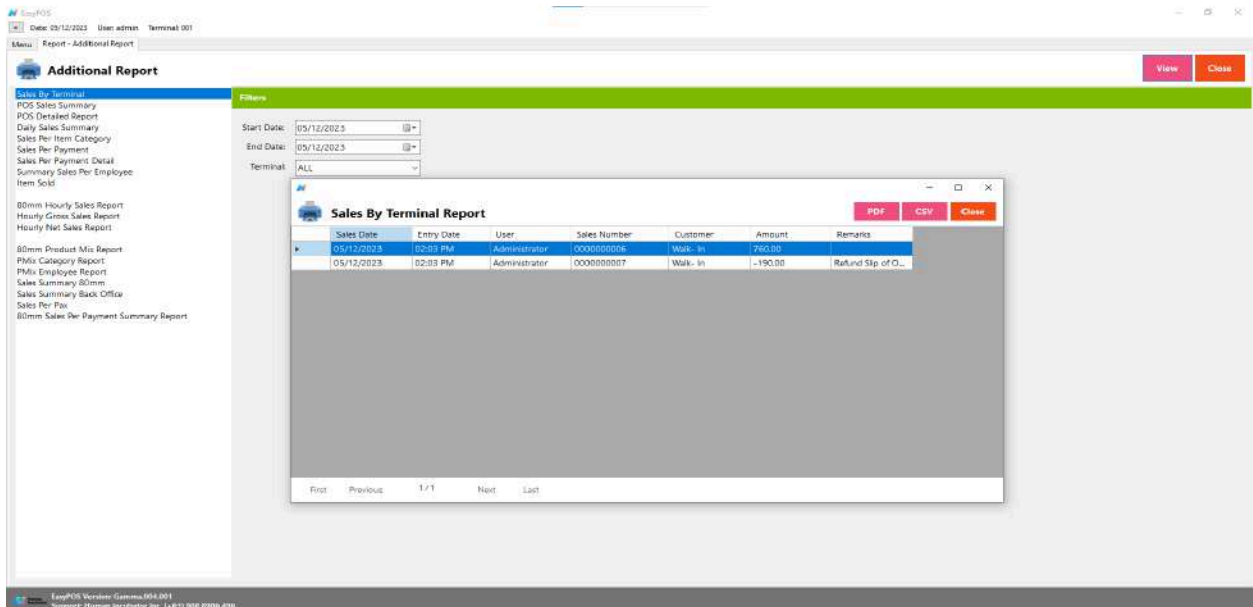 EasyPOS
Date: 05/12/2023 User: admin Terminal: 001
Menu Report - Additional Report
Additional Report
View Close
Sales By Terminal
POS Sales Summary
POS Detailed Report
Daily Sales Summary
Sales Per Item Category
Sales Per Payment
Sales Per Payment Detail
Summary Sales Per Employee
Item Sold
80mm Hourly Sales Report
Hourly Gross Sales Report
Hourly Net Sales Report
80mm Product Mix Report
PMix Category Report
PMix Employee Report
Sales Summary 80mm
Sales Summary Back Office
Sales Per Pax
80mm Sales Per Payment Summary Report
Filters
Start Date: 05/12/2023
End Date: 05/12/2023
Terminal: ALL
Sales By Terminal Report
PDF CSV Close
Sales Date Entry Date User Sales Number Customer Amount Remarks
05/12/2023 02:03 PM Administrator 0000000006 Walk- In 760.00
05/12/2023 02:03 PM Administrator 0000000007 Walk- In -190.00 Refund Slip of O...
First Previous 1 / 1 Next Last
EasyPOS Version: Gamma.004.001
Support: Human Incubator Inc.